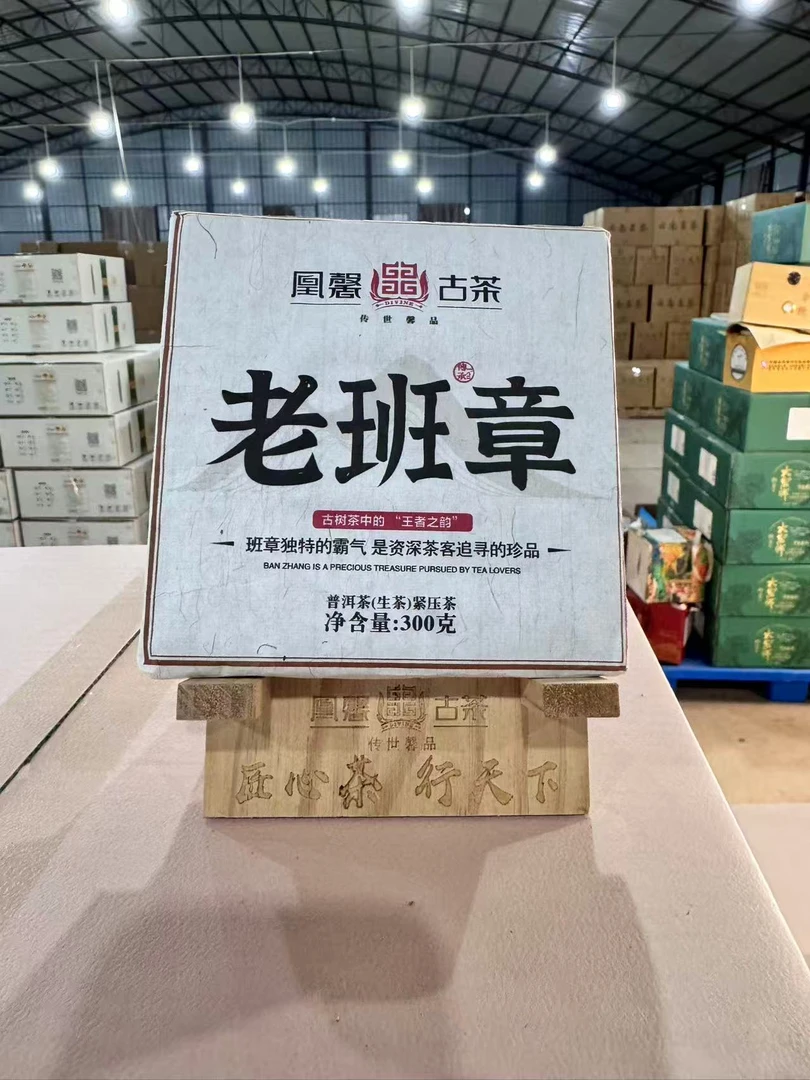 凰馨 古茶
DIVINE
传世馨品
老班章
古树茶中的“王者之韵”
班章独特的霸气 是资深茶客追寻的珍品
BAN ZHANG IS A PRECIOUS TREASURE PURSUED BY TEA LOVERS
普洱茶(生茶)紧压茶
净含量:300克
凰馨 古茶
DIVINE
传世馨品
匠心茶 行天下